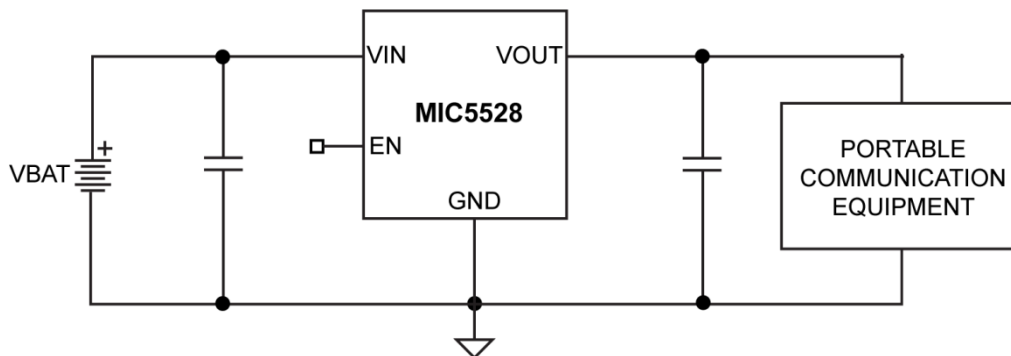 VIN
VOUT
MIC5528
EN
GND
+
VBAT
PORTABLE
COMMUNICATION
EQUIPMENT